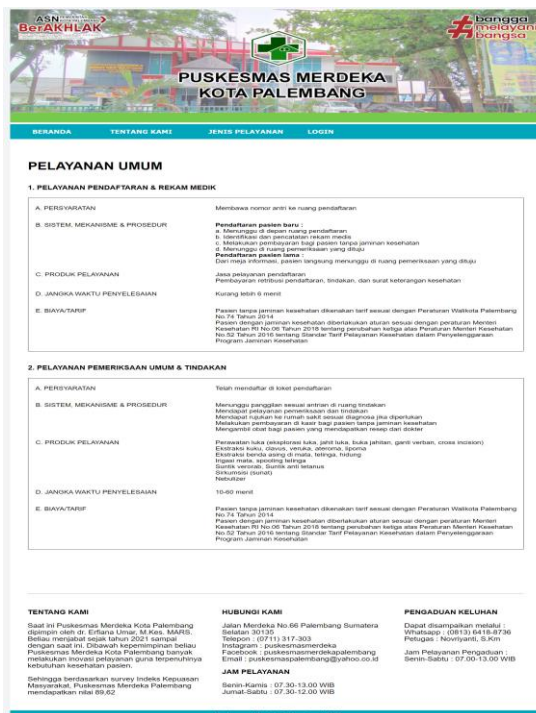 ASN
BerAKHLAK
# bangga
melayani
bangsa
PUSKESMAS MERDEKA
KOTA PALEMBANG
BERANDA TENTANG KAMI JENIS PELAYANAN LOGIN
PELAYANAN UMUM
1. PELAYANAN PENDAFTARAN & REKAM MEDIK
A. PERSYARATAN Membawa nomor antri ke ruang pendaftaran
B. SISTEM, MEKANISME & PROSEDUR Pendaftaran pasien baru :
a. Menunggu di depan ruang pendaftaran
b. Identifikasi dan pencatatan rekam medis
c. Melakukan pembayaran bagi pasien tanpa jaminan kesehatan
d. Menunggu di ruang pemeriksaan yang dituju
Pendaftaran pasien lama :
Dari meja informasi, pasien langsung menunggu di ruang pemeriksaan yang dituju
C. PRODUK PELAYANAN Jasa pelayanan pendaftaran
Pembayaran retribusi pendaftaran, tindakan, dan surat keterangan kesehatan
D. JANGKA WAKTU PENYELESAIAN Kurang lebih 6 menit
E. BIAYA/TARIF Pasien tanpa jaminan kesehatan dikenakan tarif sesuai dengan Peraturan Walikota Palembang
No.74 Tahun 2014
Pasien dengan jaminan kesehatan diberlakukan aturan sesuai dengan peraturan Menteri
Kesehatan RI No.06 Tahun 2018 tentang perubahan ketiga atas Peraturan Menteri Kesehatan
No.52 Tahun 2016 tentang Standar Tarif Pelayanan Kesehatan dalam Penyelenggaraan
Program Jaminan Kesehatan
2. PELAYANAN PEMERIKSAAN UMUM & TINDAKAN
A. PERSYARATAN Telah mendaftar di loket pendaftaran
B. SISTEM, MEKANISME & PROSEDUR Menunggu panggilan sesuai antrian di ruang tindakan
Mendapat pelayanan pemeriksaan dan tindakan
Mendapat rujukan ke rumah sakit sesuai diagnosa jika diperlukan
Melakukan pembayaran di kasir bagi pasien tanpa jaminan kesehatan
Mengambil obat bagi pasien yang mendapatkan resep dari dokter
C. PRODUK PELAYANAN Perawatan luka (eksplorasi luka, jahit luka, buka jahitan, ganti verban, cross incision)
Ekstraksi kuku, clavus, veruka, ateroma, lipoma
Ekstraksi benda asing di mata, telinga, hidung
Irigasi mata, spooling telinga
Suntik verorab, Suntik anti tetanus
Sirkumsisi (sunat)
Nebulizer
D. JANGKA WAKTU PENYELESAIAN 10-60 menit
E. BIAYA/TARIF Pasien tanpa jaminan kesehatan dikenakan tarif sesuai dengan Peraturan Walikota Palembang
No.74 Tahun 2014
Pasien dengan jaminan kesehatan diberlakukan aturan sesuai dengan peraturan Menteri
Kesehatan RI No.06 Tahun 2018 tentang perubahan ketiga atas Peraturan Menteri Kesehatan
No.52 Tahun 2016 tentang Standar Tarif Pelayanan Kesehatan dalam Penyelenggaraan
Program Jaminan Kesehatan
TENTANG KAMI
Saat ini Puskesmas Merdeka Kota Palembang
dipimpin oleh dr. Erfiana Umar, M.Kes. MARS.
Beliau menjabat sejak tahun 2021 sampai
dengan saat ini. Dibawah kepemimpinan beliau
Puskesmas Merdeka Kota Palembang banyak
melakukan inovasi pelayanan guna terpenuhinya
kebutuhan kesehatan pasien.
Sehingga berdasarkan survey Indeks Kepuasan
Masyarakat, Puskesmas Merdeka Palembang
mendapatkan nilai 89,62
HUBUNGI KAMI
Jalan Merdeka No.66 Palembang Sumatera
Selatan 30135
Telepon : (0711) 317-303
Instagram : puskesmasmerdeka
Facebook : puskesmasmerdekapalembang
Email : puskesmaspalembang@yahoo.co.id
JAM PELAYANAN
Senin-Kamis : 07.30-13.00 WIB
Jumat-Sabtu : 07.30-12.00 WIB
PENGADUAN KELUHAN
Dapat disampaikan melalui :
Whatsapp : (0813) 6418-8736
Petugas : Novriyanti, S.Km
Jam Pelayanan Pengaduan :
Senin-Sabtu : 07.00-13.00 WIB